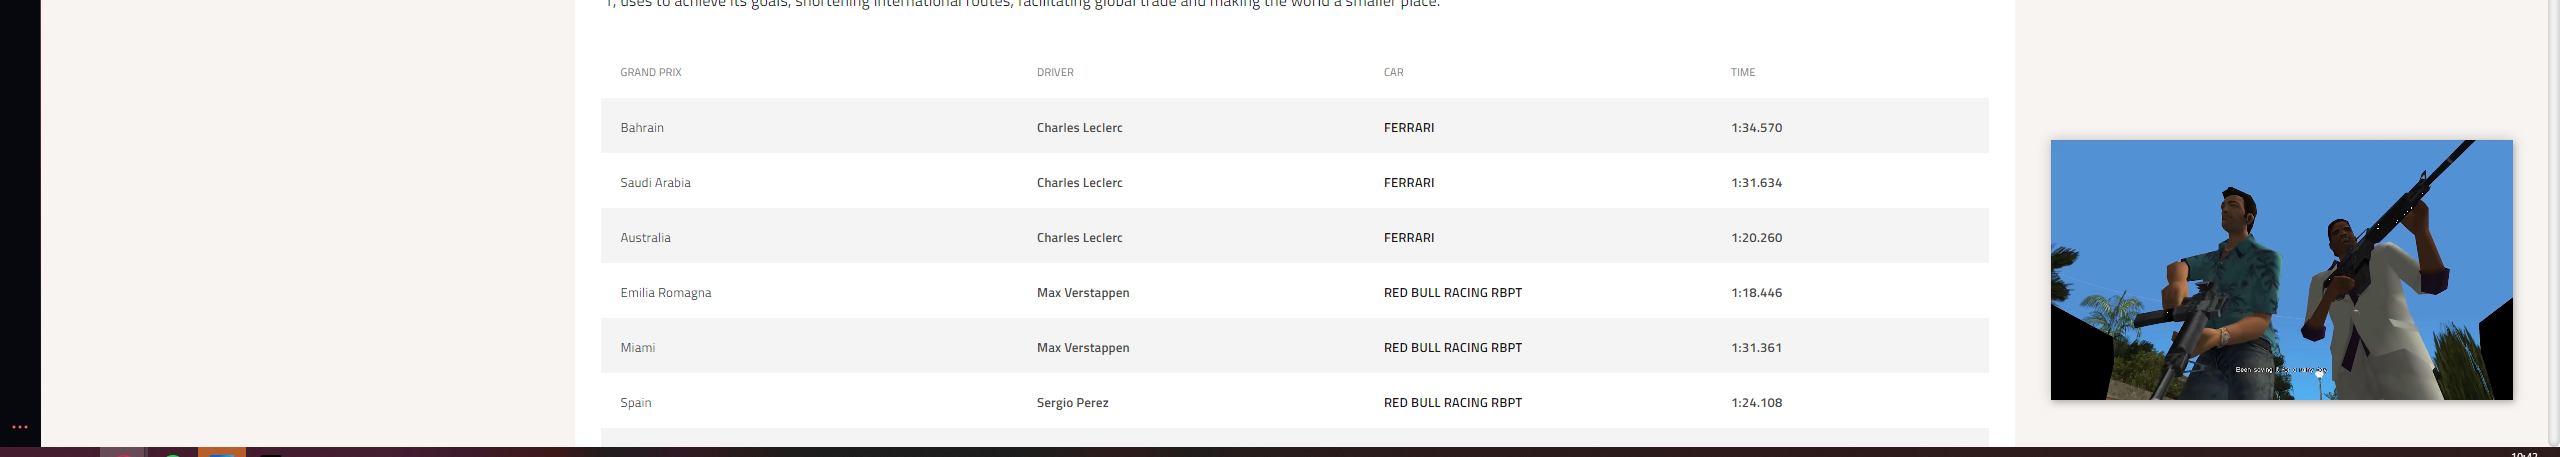 1, uses to achieve its goals, shortening international routes, facilitating global trade and making the world a smaller place.
GRAND PRIX DRIVER CAR TIME
Bahrain Charles Leclerc FERRARI 1:34.570
Saudi Arabia Charles Leclerc FERRARI 1:31.634
Australia Charles Leclerc FERRARI 1:20.260
Emilia Romagna Max Verstappen RED BULL RACING RBPT 1:18.446
Miami Max Verstappen RED BULL RACING RBPT 1:31.361
Spain Sergio Perez RED BULL RACING RBPT 1:24.108
Been saving